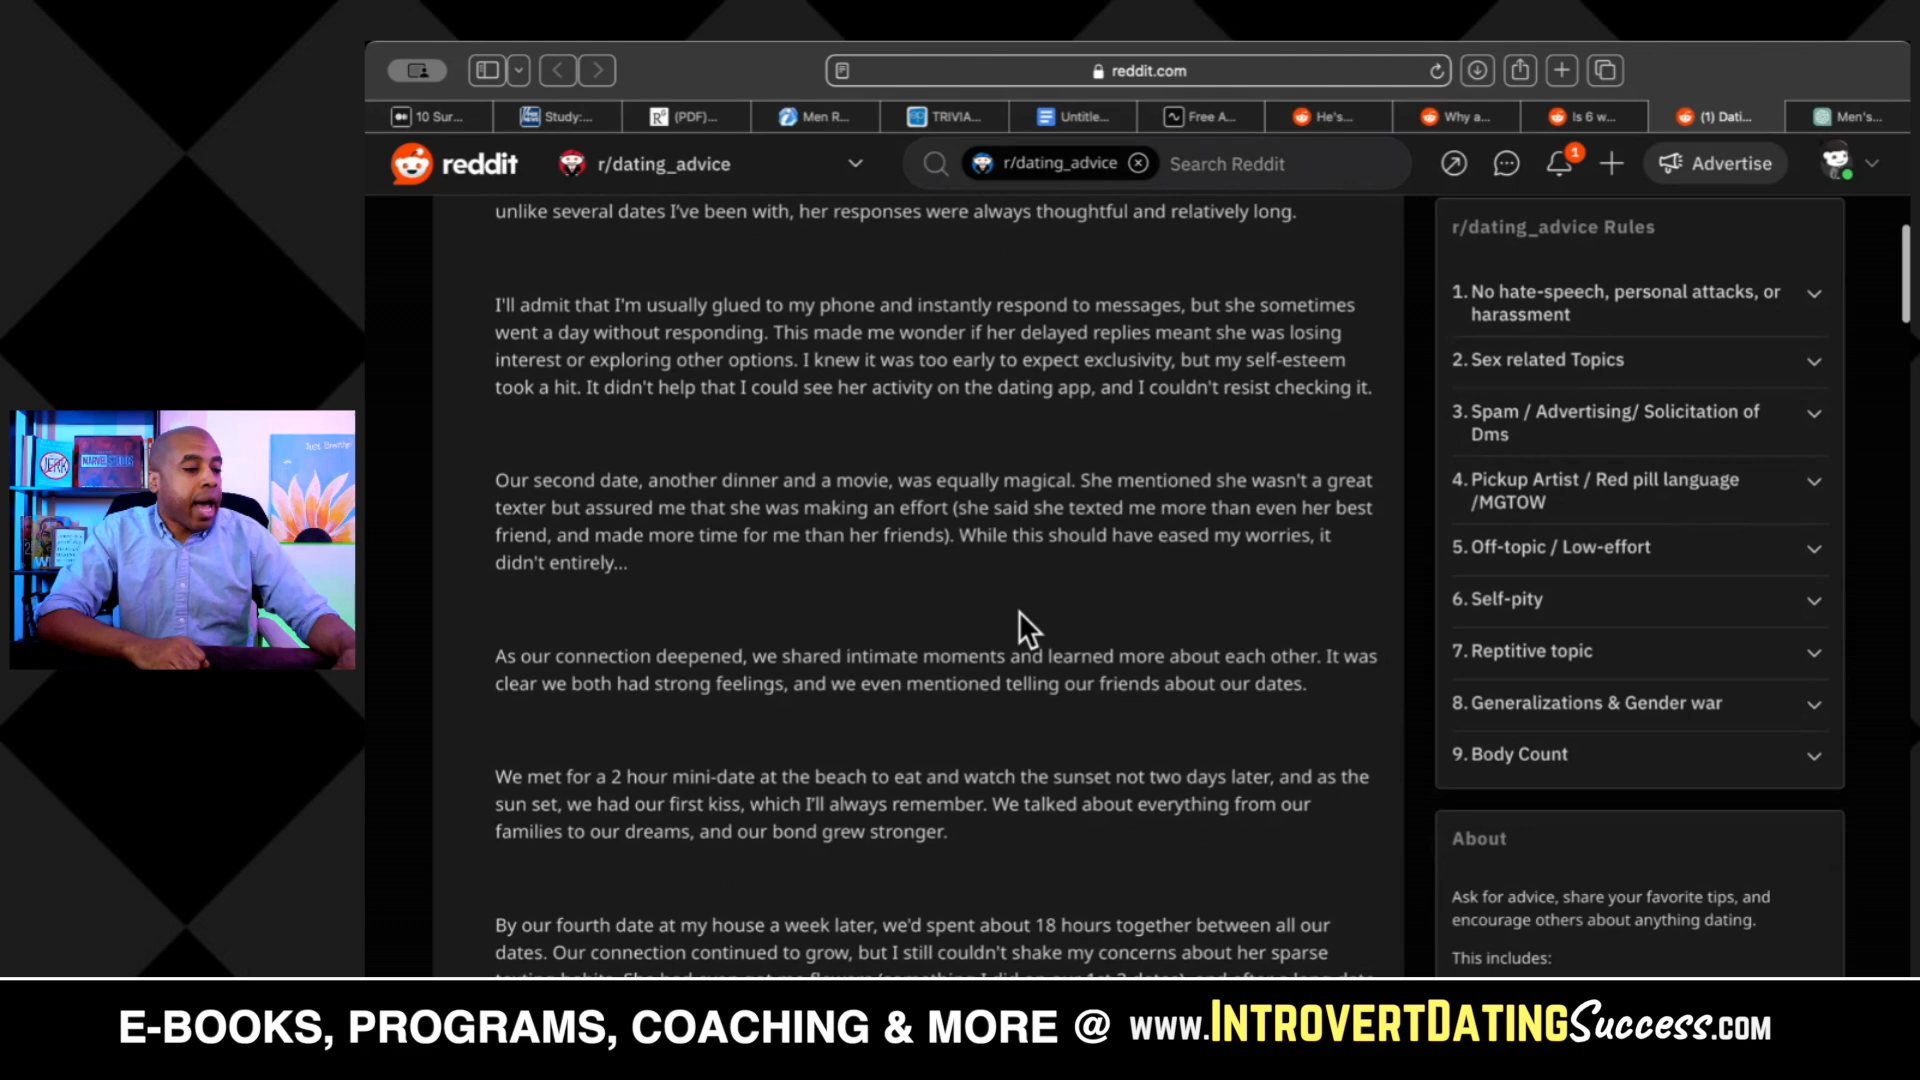 reddit.com
10 Sur...
Study:...
(PDF)...
Men R...
TRIVIA...
Untitle...
Free A...
He's...
Why a...
Is 6 w...
(1) Dati...
Men's...
reddit
r/dating_advice
r/dating_advice
Search Reddit
1
Advertise
unlike several dates I've been with, her responses were always thoughtful and relatively long.
I'll admit that I'm usually glued to my phone and instantly respond to messages, but she sometimes
went a day without responding. This made me wonder if her delayed replies meant she was losing
interest or exploring other options. I knew it was too early to expect exclusivity, but my self-esteem
took a hit. It didn't help that I could see her activity on the dating app, and I couldn't resist checking it.
Our second date, another dinner and a movie, was equally magical. She mentioned she wasn't a great
texter but assured me that she was making an effort (she said she texted me more than even her best
friend, and made more time for me than her friends). While this should have eased my worries, it
didn't entirely...
As our connection deepened, we shared intimate moments and learned more about each other. It was
clear we both had strong feelings, and we even mentioned telling our friends about our dates.
We met for a 2 hour mini-date at the beach to eat and watch the sunset not two days later, and as the
sun set, we had our first kiss, which I'll always remember. We talked about everything from our
families to our dreams, and our bond grew stronger.
By our fourth date at my house a week later, we'd spent about 18 hours together between all our
dates. Our connection continued to grow, but I still couldn't shake my concerns about her sparse
r/dating_advice Rules
1. No hate-speech, personal attacks, or
harassment
2. Sex related Topics
3. Spam / Advertising/ Solicitation of
Dms
4. Pickup Artist / Red pill language
/MGTOW
5. Off-topic / Low-effort
6. Self-pity
7. Reptitive topic
8. Generalizations & Gender war
9. Body Count
About
Ask for advice, share your favorite tips, and
encourage others about anything dating.
This includes:
JERK
MARVEL STUDIOS
Just Breathe
E-BOOKS, PROGRAMS, COACHING & MORE @ WWW.INTROVERTDATINGSuccess.COM